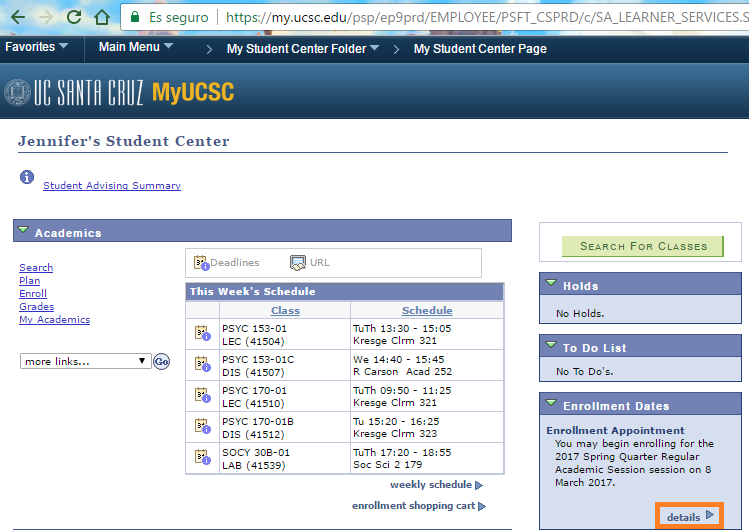 Es seguro
https://my.ucsc.edu/psp/ep9prd/EMPLOYEE/PSFT_CSPRD/c/SA_LEARNER_SERVICES.S
Favorites Main Menu > My Student Center Folder > My Student Center Page
UC SANTA CRUZ MyUCSC
Jennifer's Student Center
Student Advising Summary
Academics
Search
Plan
Enroll
Grades
My Academics
more links... Go
Deadlines URL
This Week's Schedule
Class Schedule
PSYC 153-01 TuTh 13:30 - 15:05
LEC (41504) Kresge Clrm 321
PSYC 153-01C We 14:40 - 15:45
DIS (41507) R Carson Acad 252
PSYC 170-01 TuTh 09:50 - 11:25
LEC (41510) Kresge Clrm 321
PSYC 170-01B Tu 15:20 - 16:25
DIS (41512) Kresge Clrm 323
SOCY 30B-01 TuTh 17:20 - 18:55
LAB (41539) Soc Sci 2 179
weekly schedule
enrollment shopping cart
SEARCH FOR CLASSES
Holds
No Holds.
To Do List
No To Do's.
Enrollment Dates
Enrollment Appointment
You may begin enrolling for the
2017 Spring Quarter Regular
Academic Session session on 8
March 2017.
details